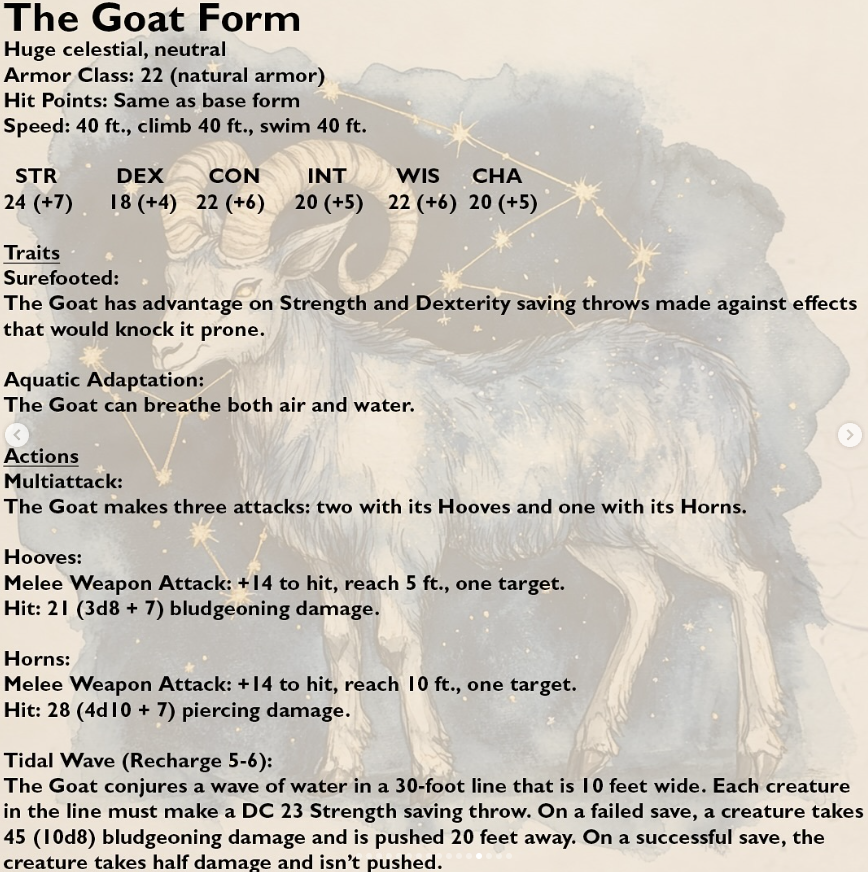 The Goat Form
Huge celestial, neutral
Armor Class: 22 (natural armor)
Hit Points: Same as base form
Speed: 40 ft., climb 40 ft., swim 40 ft.
STR DEX CON INT WIS CHA
24 (+7) 18 (+4) 22 (+6) 20 (+5) 22 (+6) 20 (+5)
Traits
Surefooted:
The Goat has advantage on Strength and Dexterity saving throws made against effects
that would knock it prone.
Aquatic Adaptation:
The Goat can breathe both air and water.
Actions
Multiattack:
The Goat makes three attacks: two with its Hooves and one with its Horns.
Hooves:
Melee Weapon Attack: +14 to hit, reach 5 ft., one target.
Hit: 21 (3d8 + 7) bludgeoning damage.
Horns:
Melee Weapon Attack: +14 to hit, reach 10 ft., one target.
Hit: 28 (4d10 + 7) piercing damage.
Tidal Wave (Recharge 5-6):
The Goat conjures a wave of water in a 30-foot line that is 10 feet wide. Each creature
in the line must make a DC 23 Strength saving throw. On a failed save, a creature takes
45 (10d8) bludgeoning damage and is pushed 20 feet away. On a successful save, the
creature takes half damage and isn't pushed.